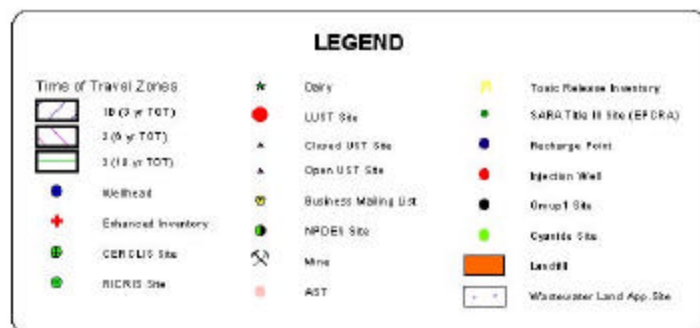 LEGEND
Time of Travel Zones
1B (3 yr TOT)
2 (6 yr TOT)
3 (10 yr TOT)
Wellhead
Enhanced Inventory
CERCLIS Site
RICRIS Site
Dairy
LUST Site
Closed UST Site
Open UST Site
Business Mailing List
NPDES Site
Mine
AST
Toxic Release Inventory
SARA Title III Site (EPCRA)
Recharge Point
Injection Well
Group1 Site
Cyanide Site
Landfill
Wastewater Land App. Site